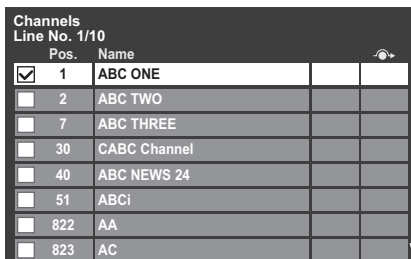 Channels
Line No. 1/10
Pos. Name
1 ABC ONE
2 ABC TWO
7 ABC THREE
30 CABC Channel
40 ABC NEWS 24
51 ABCi
822 AA
823 AC